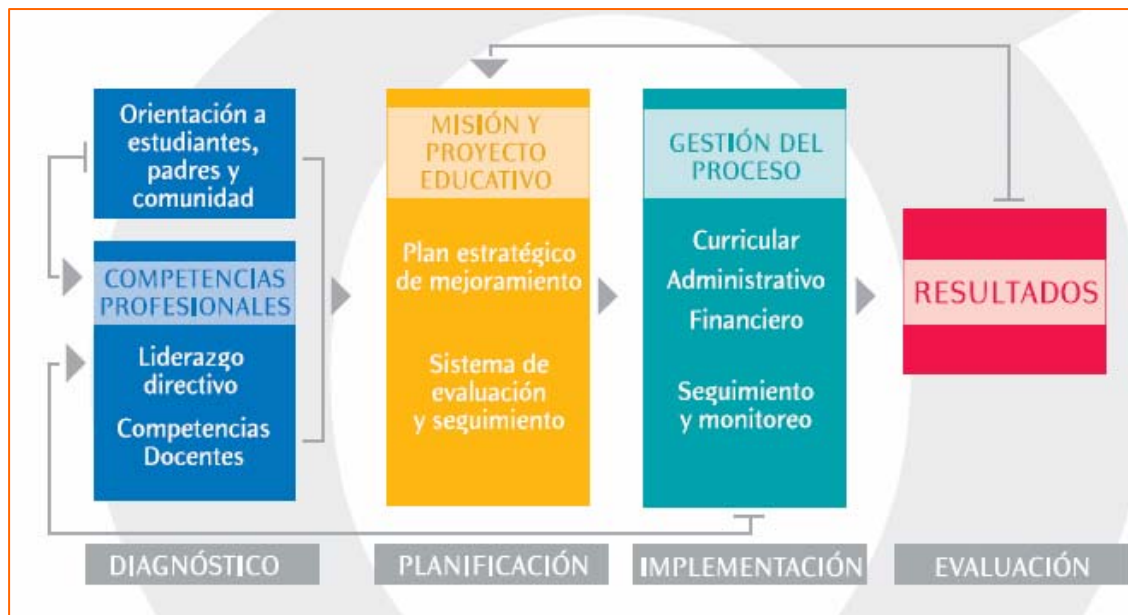 Orientación a
estudiantes,
padres y
comunidad
COMPETENCIAS
PROFESIONALES
Liderazgo
directivo
Competencias
Docentes
MISIÓN Y
PROYECTO
EDUCATIVO
Plan estratégico
de mejoramiento
Sistema de
evaluación
y seguimiento
GESTIÓN DEL
PROCESO
Curricular
Administrativo
Financiero
Seguimiento
y monitoreo
RESULTADOS
DIAGNÓSTICO
PLANIFICACIÓN
IMPLEMENTACIÓN
EVALUACIÓN